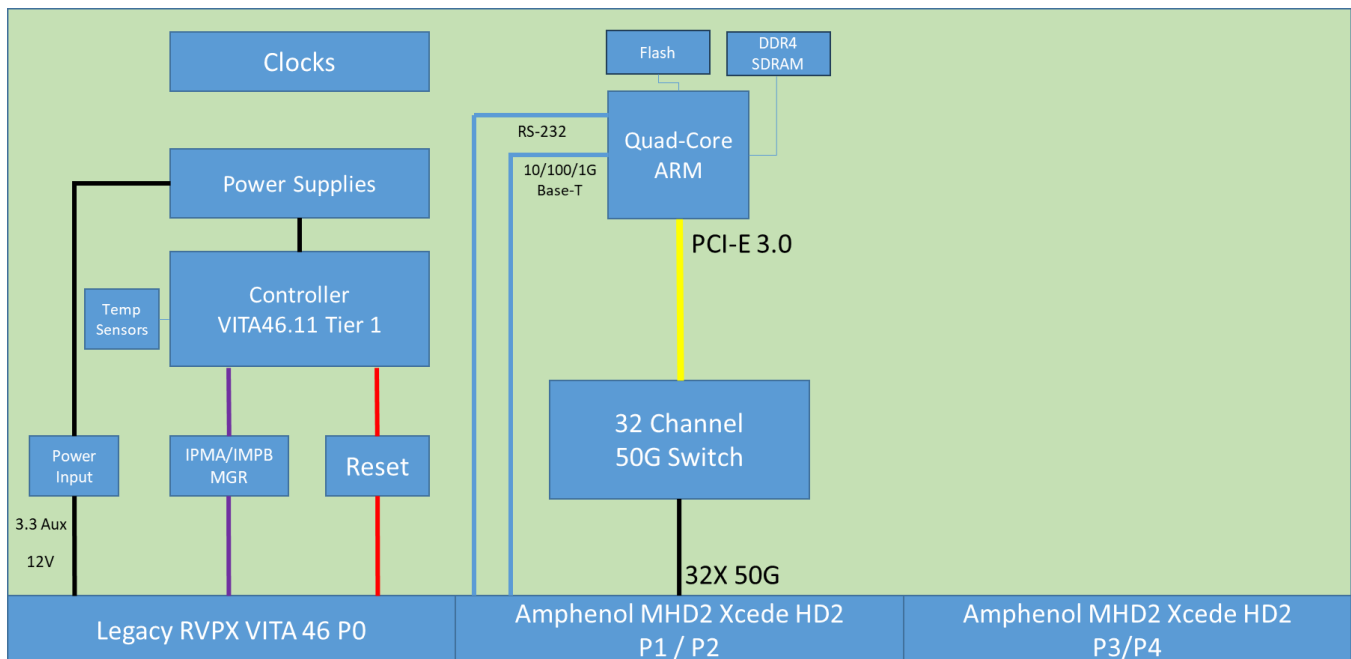 Clocks
Flash
DDR4
SDRAM
RS-232
Quad-Core
ARM
10/100/1G
Base-T
Power Supplies
PCI-E 3.0
Controller
VITA46.11 Tier 1
Temp
Sensors
32 Channel
50G Switch
Power
Input
IPMA/IMPB
MGR
Reset
3.3 Aux
12V
32X 50G
Legacy RVPX VITA 46 P0
Amphenol MHD2 Xcede HD2
P1 / P2
Amphenol MHD2 Xcede HD2
P3/P4